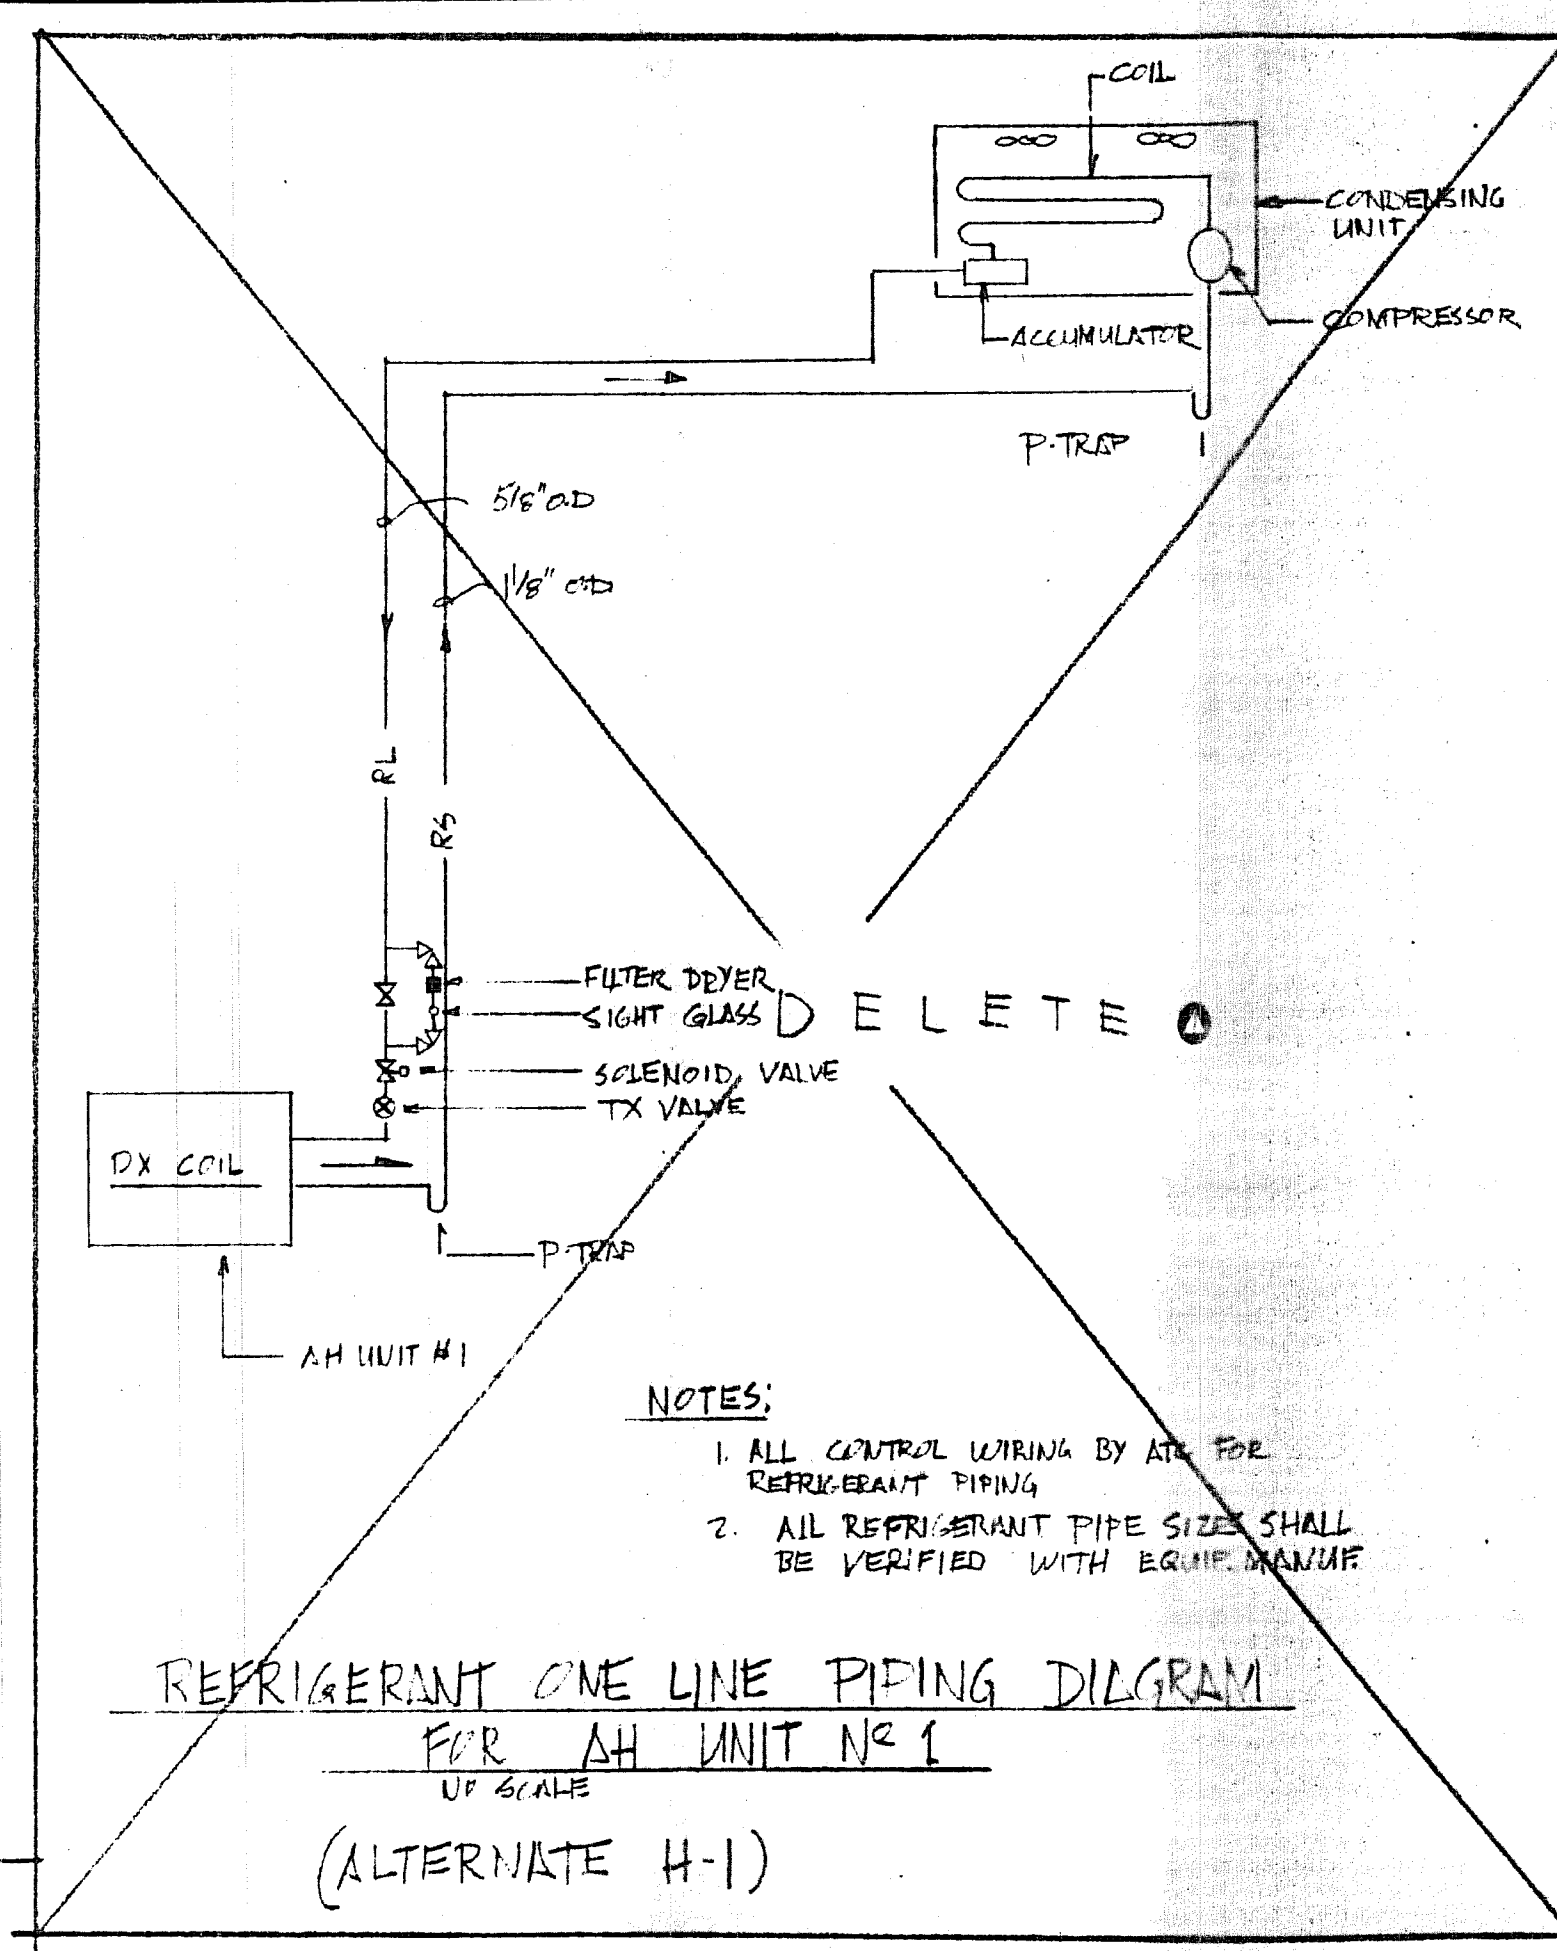 COIL
CONDENSING
UNIT
COMPRESSOR
ACCUMULATOR
P-TRAP
5/8" O.D
1 1/8" O.D
RL
RS
FILTER DRYER
SIGHT GLASS
DELETE
SOLENOID VALVE
TX VALVE
DX COIL
P-TRAP
AH UNIT #1
NOTES:
1. ALL CONTROL WIRING BY ATC FOR
REFRIGERANT PIPING
2. ALL REFRIGERANT PIPE SIZES SHALL
BE VERIFIED WITH EQUIP. MANUF.
REFRIGERANT ONE LINE PIPING DIAGRAM
FOR AH UNIT No 1
NO SCALE
(ALTERNATE H-1)